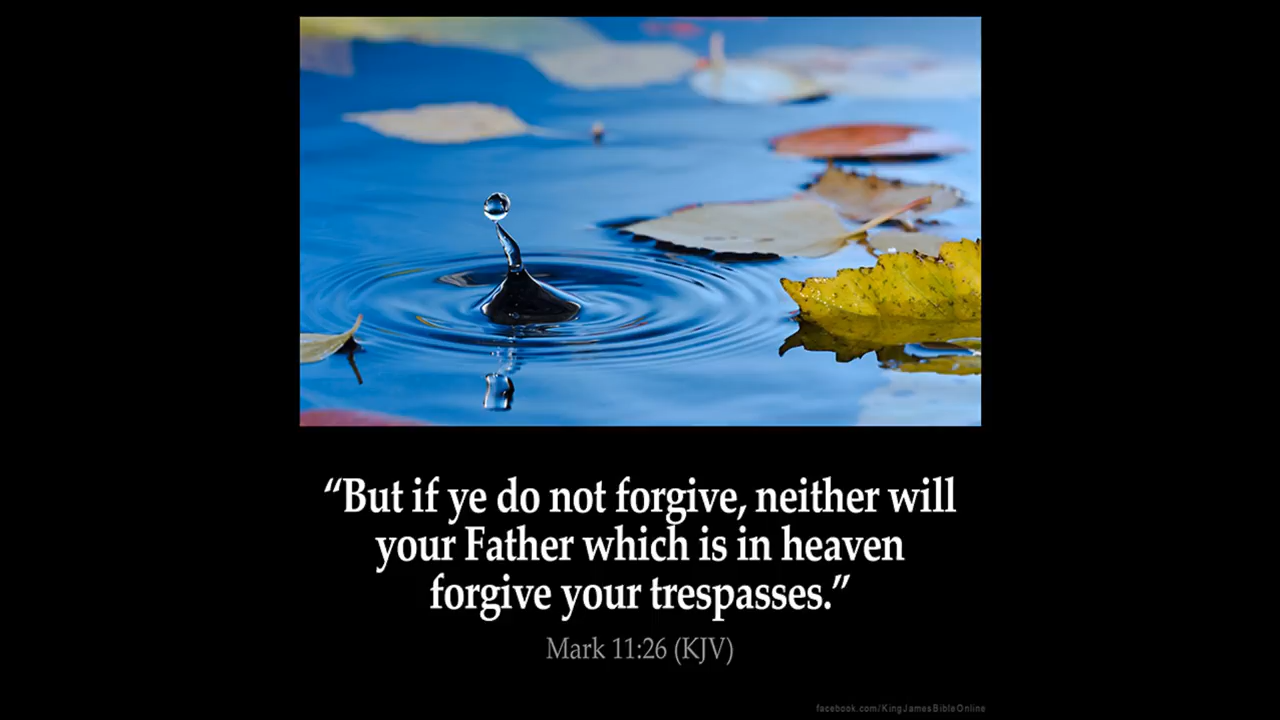 “But if ye do not forgive, neither will
your Father which is in heaven
forgive your trespasses.”
Mark 11:26 (KJV)
facebook.com/KingJamesBibleOnline